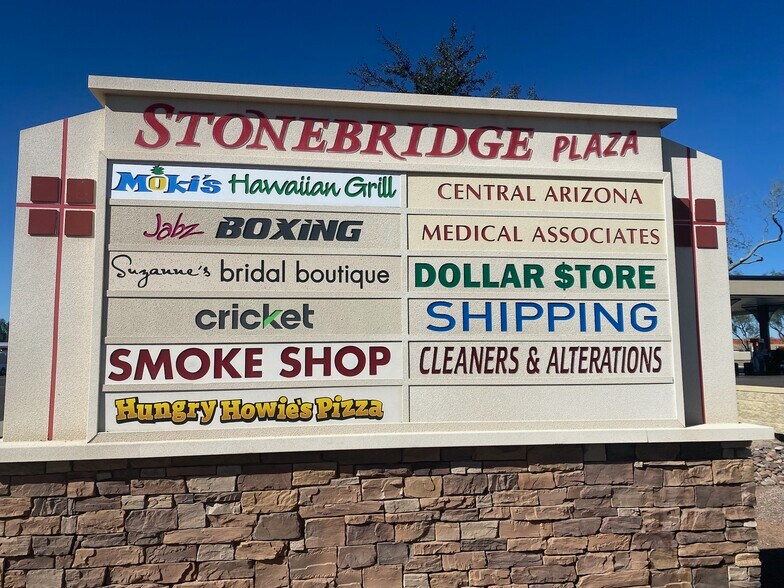 STONEBRIDGE PLAZA
Moki's Hawaiian Grill
Jabz BOXING
Suzanne's bridal boutique
cricket
SMOKE SHOP
Hungry Howie's Pizza
CENTRAL ARIZONA
MEDICAL ASSOCIATES
DOLLAR $TORE
SHIPPING
CLEANERS & ALTERATIONS